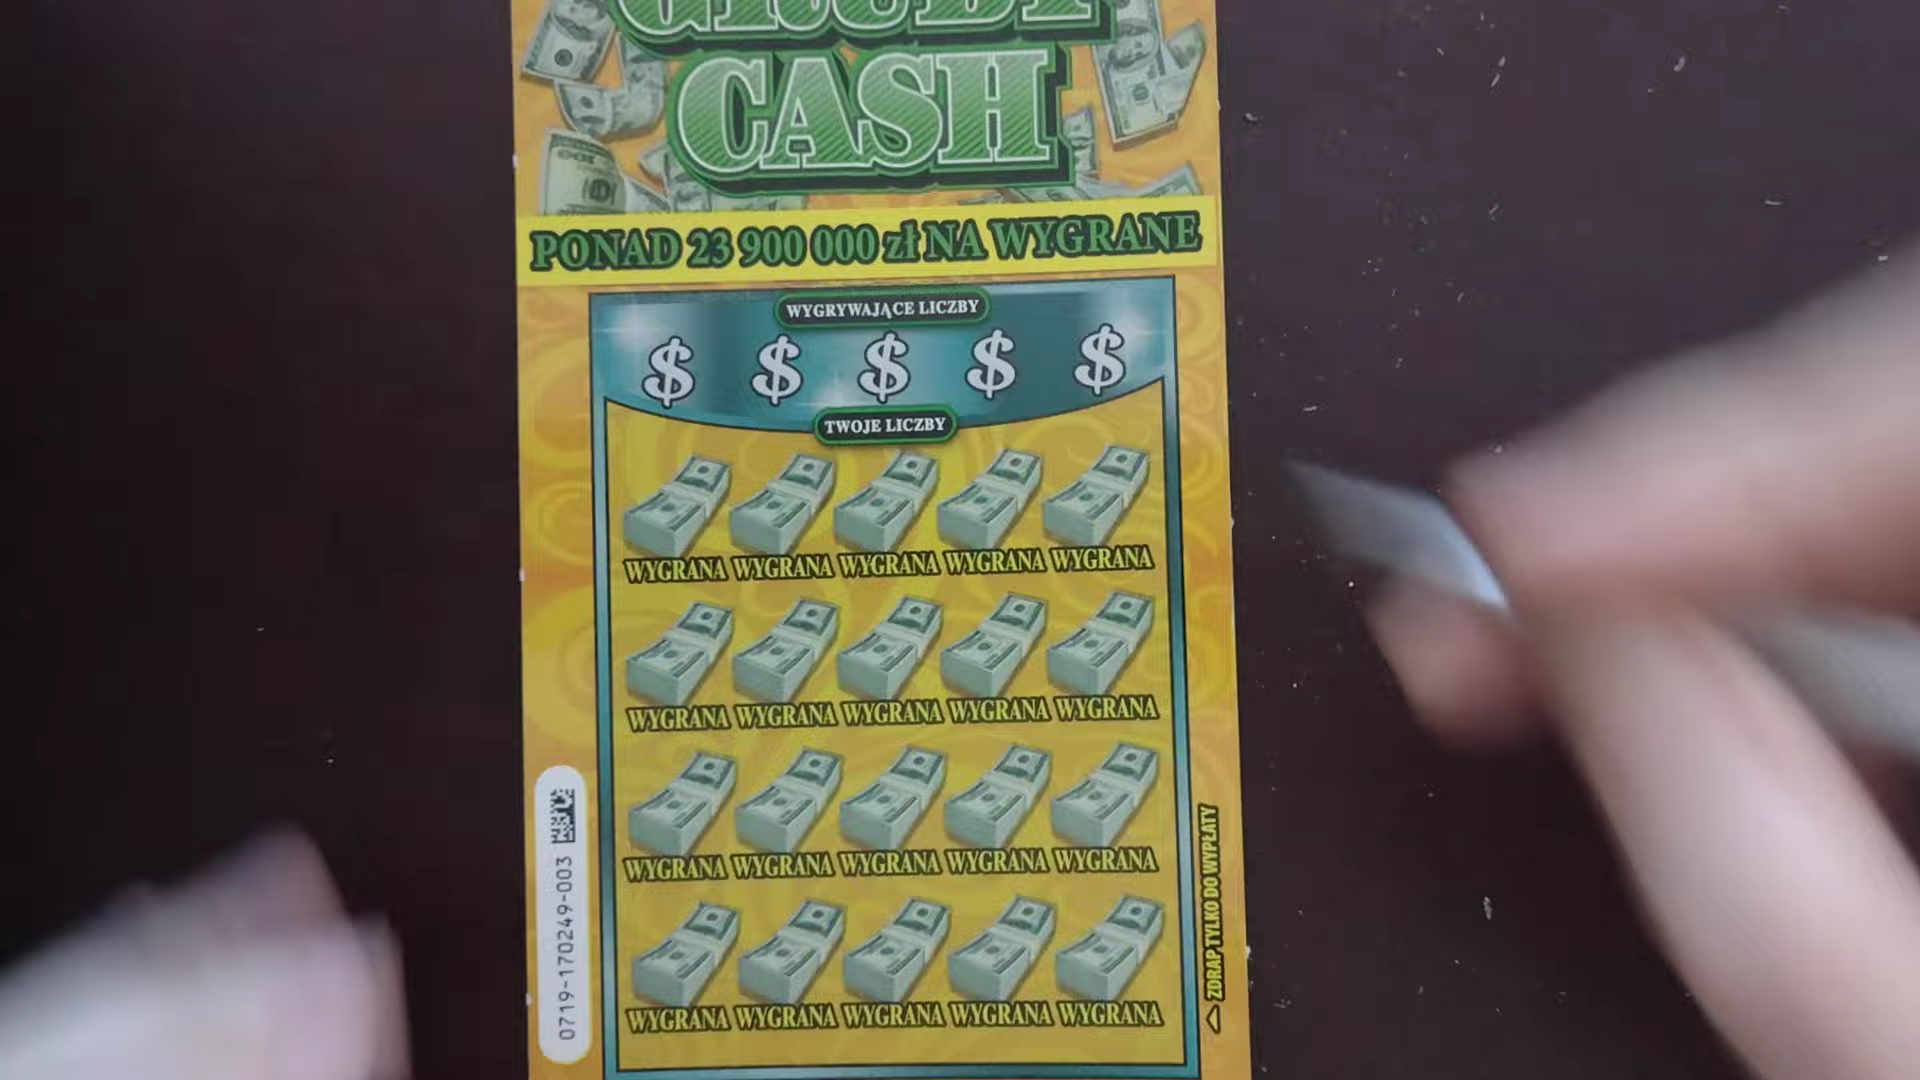 GRUBY
CASH
PONAD 23 900 000 zł NA WYGRANE
WYGRYWAJĄCE LICZBY
$ $ $ $ $
TWOJE LICZBY
WYGRANA WYGRANA WYGRANA WYGRANA WYGRANA
WYGRANA WYGRANA WYGRANA WYGRANA WYGRANA
WYGRANA WYGRANA WYGRANA WYGRANA WYGRANA
WYGRANA WYGRANA WYGRANA WYGRANA WYGRANA
0719-170249-003
ZDRAP TYLKO DO WYPŁATY